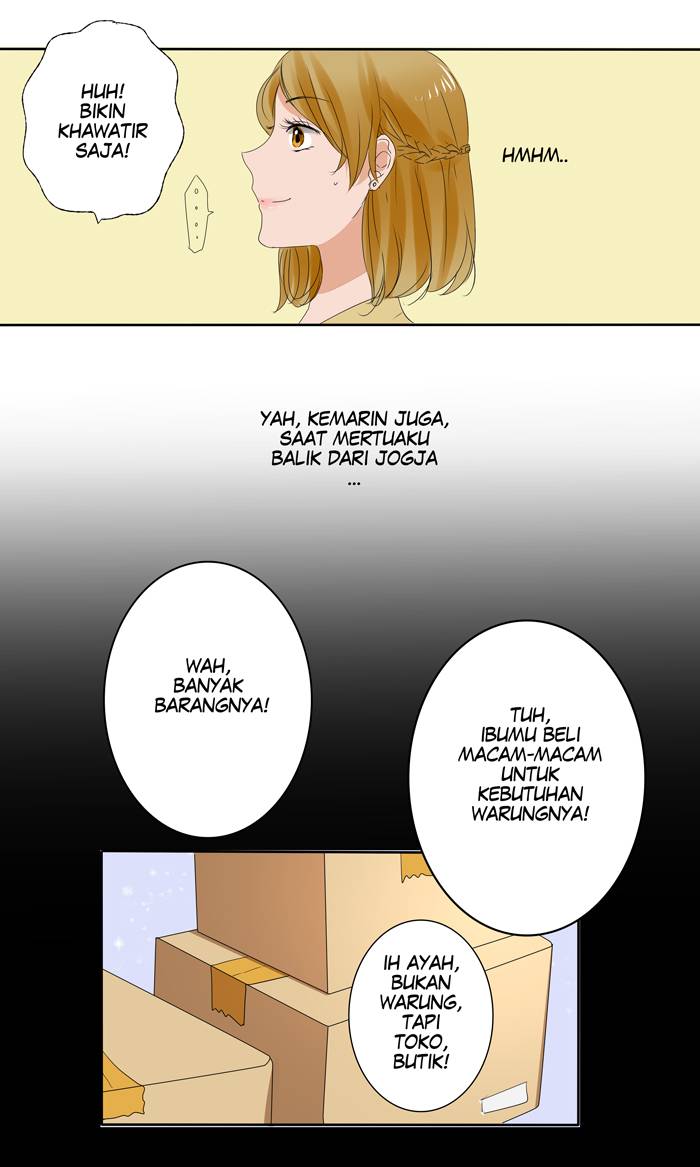 HUH!
BIKIN
KHAWATIR
SAJA!
HMHM..
YAH, KEMARIN JUGA,
SAAT MERTUAKU
BALIK DARI JOGJA
...
WAH,
BANYAK
BARANGNYA!
TUH,
IBUMU BELI
MACAM-MACAM
UNTUK
KEBUTUHAN
WARUNGNYA!
IH AYAH,
BUKAN
WARUNG,
TAPI
TOKO,
BUTIK!